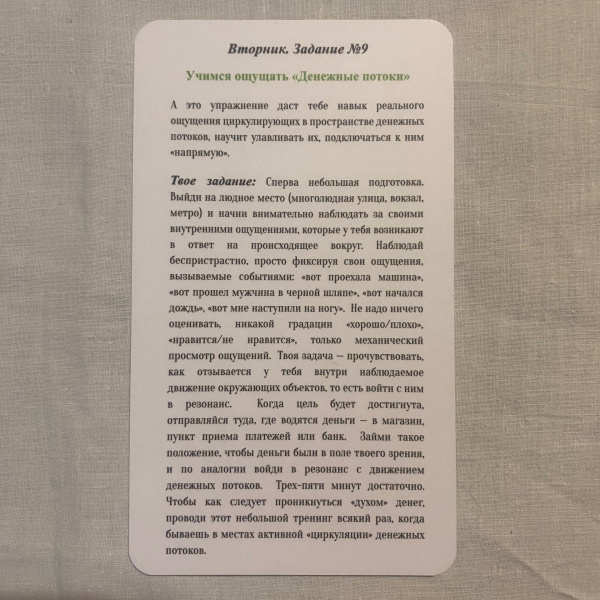 Вторник. Задание №9
Учимся ощущать «Денежные потоки»
А это упражнение даст тебе навык реального
ощущения циркулирующих в пространстве денежных
потоков, научит улавливать их, подключаться к ним
«напрямую».
Твое задание: Сперва небольшая подготовка.
Выйди на людное место (многолюдная улица, вокзал,
метро) и начни внимательно наблюдать за своими
внутренними ощущениями, которые у тебя возникают
в ответ на происходящее вокруг. Наблюдай
беспристрастно, просто фиксируя свои ощущения,
вызываемые событиями: «вот проехала машина»,
«вот прошел мужчина в черной шляпе», «вот начался
дождь», «вот мне наступили на ногу». Не надо ничего
оценивать, никакой градации «хорошо/плохо»,
«нравится/не нравится», только механический
просмотр ощущений. Твоя задача – прочувствовать,
как отзывается у тебя внутри наблюдаемое
движение окружающих объектов, то есть войти с ним
в резонанс. Когда цель будет достигнута,
отправляйся туда, где водятся деньги – в магазин,
пункт приема платежей или банк. Займи такое
положение, чтобы деньги были в поле твоего зрения,
и по аналогии войди в резонанс с движением
денежных потоков. Трех-пяти минут достаточно.
Чтобы как следует проникнуться «духом» денег,
проводи этот небольшой тренинг всякий раз, когда
бываешь в местах активной «циркуляции» денежных
потоков.